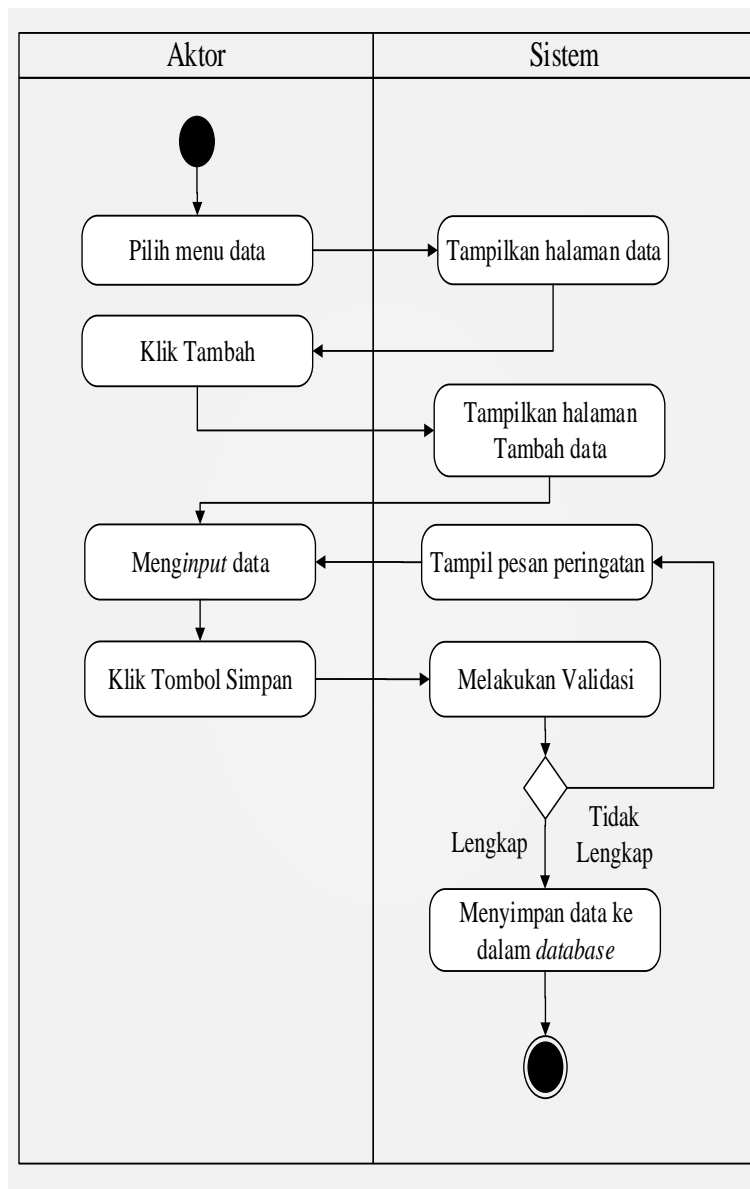 Aktor
Sistem
Pilih menu data
Tampilkan halaman data
Klik Tambah
Tampilkan halaman
Tambah data
Menginput data
Tampil pesan peringatan
Klik Tombol Simpan
Melakukan Validasi
Lengkap
Tidak
Lengkap
Menyimpan data ke
dalam database